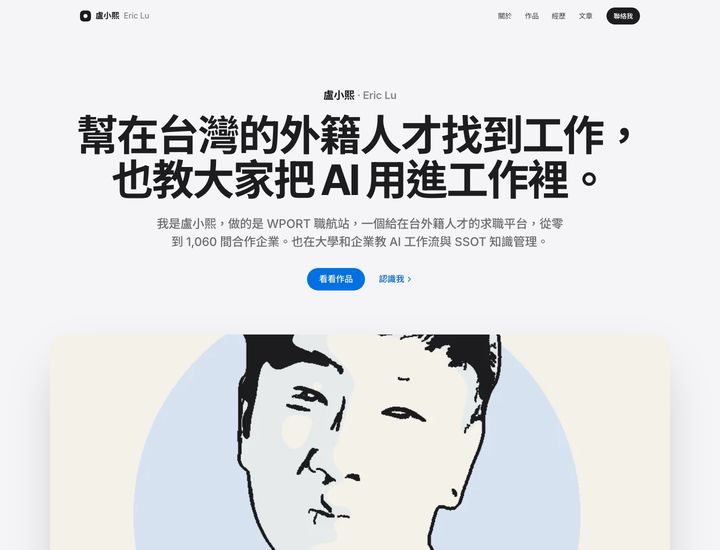 盧小熙 · Eric Lu
關於 作品 經歷 文章 聯絡我
盧小熙 · Eric Lu
幫在台灣的外籍人才找到工作，
也教大家把 AI 用進工作裡。
我是盧小熙，做的是 WPORT 職航站，一個給在台外籍人才的求職平台，從零
到 1,060 間合作企業。也在大學和企業教 AI 工作流與 SSOT 知識管理。
看看作品 認識我 ›